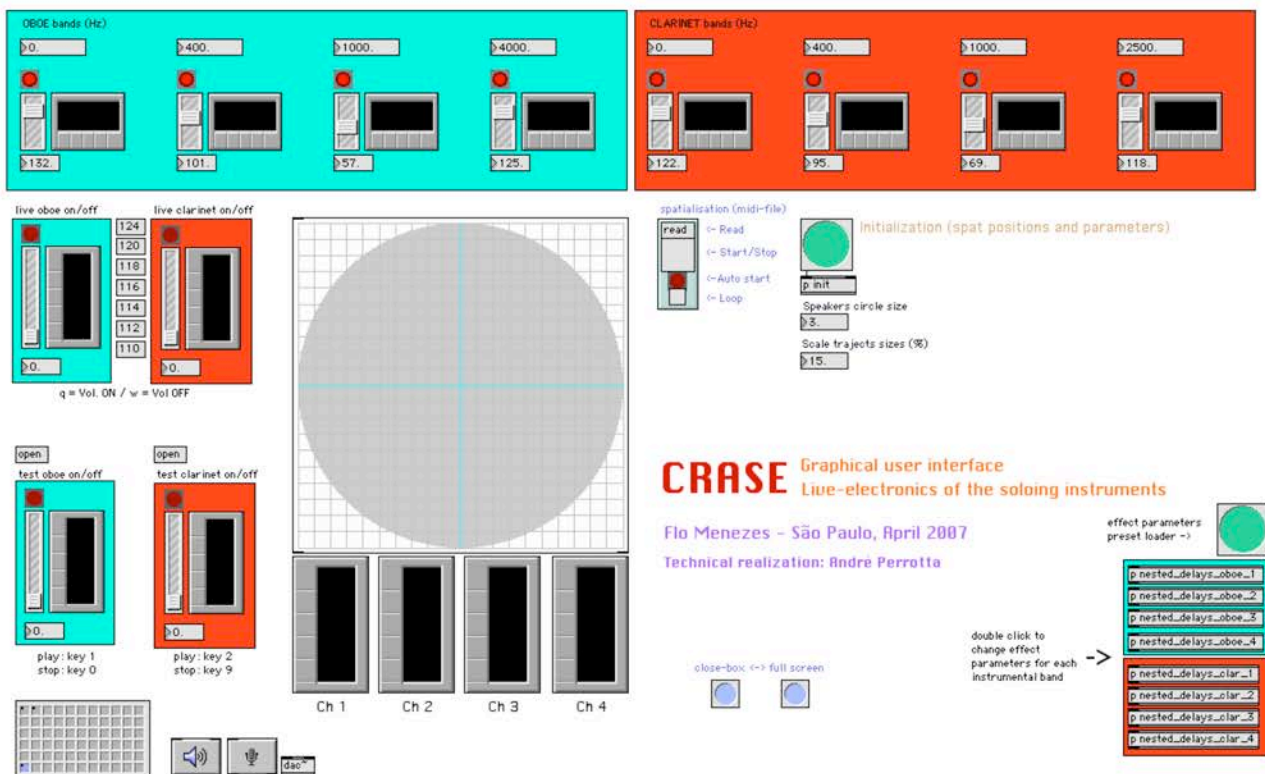 OBOE bands (Hz)
0. 400. 1000. 4000.
132. 101. 57. 125.
CLARINET bands (Hz)
0. 400. 1000. 2500.
122. 95. 69. 118.
live oboe on/off
live clarinet on/off
124
120
118
116
114
112
110
0.
0.
q = Vol. ON / w = Vol OFF
open
test oboe on/off
0.
play: key 1
stop: key 0
open
test clarinet on/off
0.
play: key 2
stop: key 9
Ch 1 Ch 2 Ch 3 Ch 4
dac~
spatialisation (midi-file)
read
<- Read
<- Start/Stop
<-Auto start
<- Loop
Initialization (spat positions and parameters)
p init
Speakers circle size
3.
Scale trajects sizes (%)
15.
CRASE
Graphical user interface
Live-electronics of the soloing instruments
Flo Menezes - São Paulo, April 2007
Technical realization: André Perrotta
close-box <-> full screen
effect parameters
preset loader ->
double click to
change effect
parameters for each
instrumental band
->
p nested_delays_oboe_1
p nested_delays_oboe_2
p nested_delays_oboe_3
p nested_delays_oboe_4
p nested_delays_clar_1
p nested_delays_clar_2
p nested_delays_clar_3
p nested_delays_clar_4